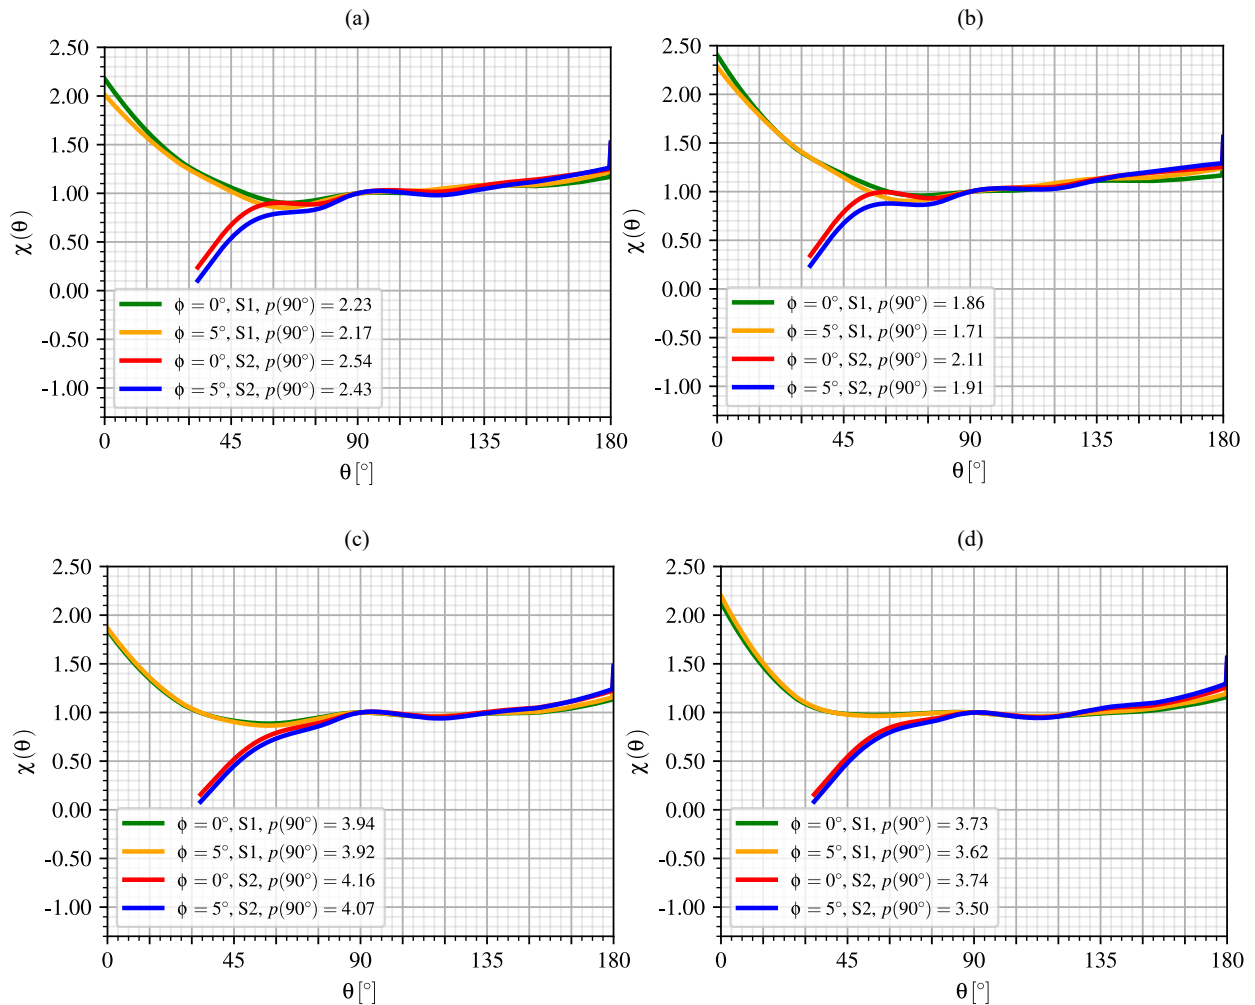 (a)
2.50
2.00
1.50
1.00
0.50
0.00
-0.50
-1.00
χ(θ)
ϕ = 0°, S1, p(90°) = 2.23
ϕ = 5°, S1, p(90°) = 2.17
ϕ = 0°, S2, p(90°) = 2.54
ϕ = 5°, S2, p(90°) = 2.43
0 45 90 135 180
θ[°]
(b)
2.50
2.00
1.50
1.00
0.50
0.00
-0.50
-1.00
χ(θ)
ϕ = 0°, S1, p(90°) = 1.86
ϕ = 5°, S1, p(90°) = 1.71
ϕ = 0°, S2, p(90°) = 2.11
ϕ = 5°, S2, p(90°) = 1.91
0 45 90 135 180
θ[°]
(c)
2.50
2.00
1.50
1.00
0.50
0.00
-0.50
-1.00
χ(θ)
ϕ = 0°, S1, p(90°) = 3.94
ϕ = 5°, S1, p(90°) = 3.92
ϕ = 0°, S2, p(90°) = 4.16
ϕ = 5°, S2, p(90°) = 4.07
0 45 90 135 180
θ[°]
(d)
2.50
2.00
1.50
1.00
0.50
0.00
-0.50
-1.00
χ(θ)
ϕ = 0°, S1, p(90°) = 3.73
ϕ = 5°, S1, p(90°) = 3.62
ϕ = 0°, S2, p(90°) = 3.74
ϕ = 5°, S2, p(90°) = 3.50
0 45 90 135 180
θ[°]